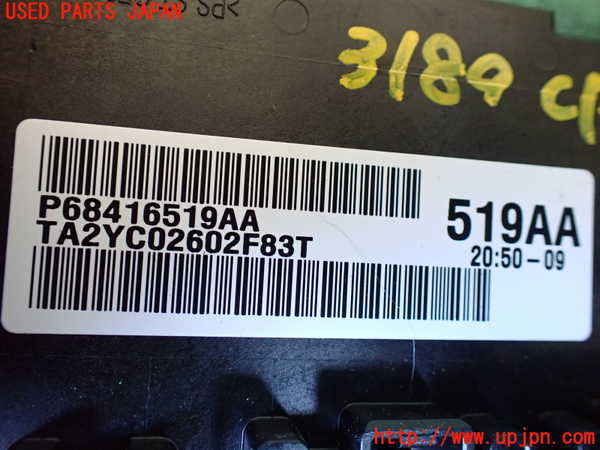 USED PARTS JAPAN
3189
P68416519AA
TA2YC02602F83T
519AA
20:50-09
http://www.upjpn.com